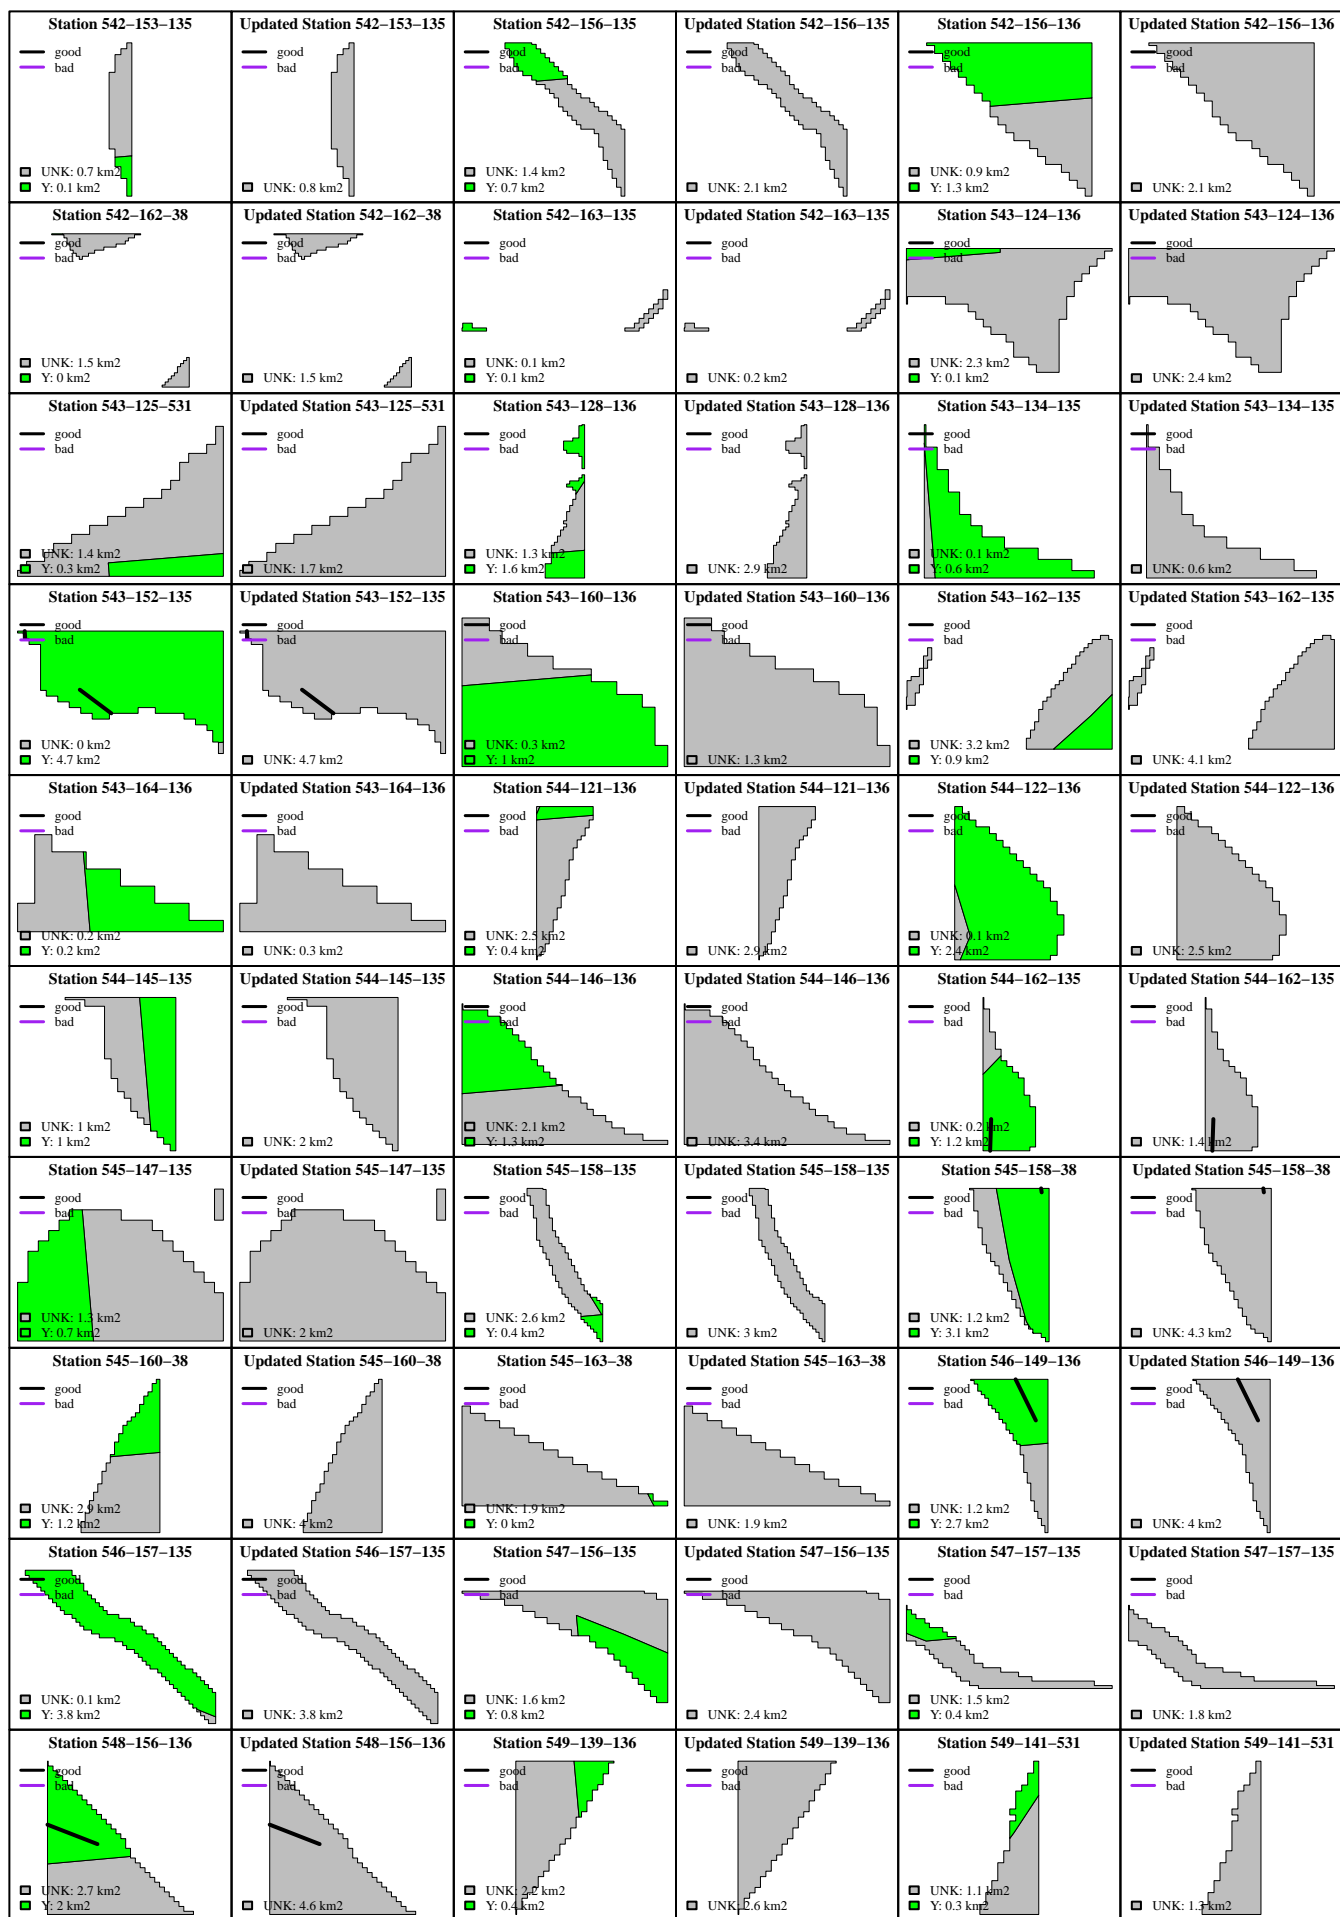 Station 542−153−135
good
bad
UNK: 0.7 km2
Y: 0.1 km2
Updated Station 542−153−135
good
bad
UNK: 0.8 km2
Station 542−156−135
good
bad
UNK: 1.4 km2
Y: 0.7 km2
Updated Station 542−156−135
good
bad
UNK: 2.1 km2
Station 542−156−136
good
bad
UNK: 0.9 km2
Y: 1.3 km2
Updated Station 542−156−136
good
bad
UNK: 2.1 km2
Station 542−162−38
good
bad
UNK: 1.5 km2
Y: 0 km2
Updated Station 542−162−38
good
bad
UNK: 1.5 km2
Station 542−163−135
good
bad
UNK: 0.1 km2
Y: 0.1 km2
Updated Station 542−163−135
good
bad
UNK: 0.2 km2
Station 543−124−136
good
bad
UNK: 2.3 km2
Y: 0.1 km2
Updated Station 543−124−136
good
bad
UNK: 2.4 km2
Station 543−125−531
good
bad
UNK: 1.4 km2
Y: 0.3 km2
Updated Station 543−125−531
good
bad
UNK: 1.7 km2
Station 543−128−136
good
bad
UNK: 1.3 km2
Y: 1.6 km2
Updated Station 543−128−136
good
bad
UNK: 2.9 km2
Station 543−134−135
good
bad
UNK: 0.1 km2
Y: 0.6 km2
Updated Station 543−134−135
good
bad
UNK: 0.6 km2
Station 543−152−135
good
bad
UNK: 0 km2
Y: 4.7 km2
Updated Station 543−152−135
good
bad
UNK: 4.7 km2
Station 543−160−136
good
bad
UNK: 0.3 km2
Y: 1 km2
Updated Station 543−160−136
good
bad
UNK: 1.3 km2
Station 543−162−135
good
bad
UNK: 3.2 km2
Y: 0.9 km2
Updated Station 543−162−135
good
bad
UNK: 4.1 km2
Station 543−164−136
good
bad
UNK: 0.2 km2
Y: 0.2 km2
Updated Station 543−164−136
good
bad
UNK: 0.3 km2
Station 544−121−136
good
bad
UNK: 2.5 km2
Y: 0.4 km2
Updated Station 544−121−136
good
bad
UNK: 2.9 km2
Station 544−122−136
good
bad
UNK: 0.1 km2
Y: 2.4 km2
Updated Station 544−122−136
good
bad
UNK: 2.5 km2
Station 544−145−135
good
bad
UNK: 1 km2
Y: 1 km2
Updated Station 544−145−135
good
bad
UNK: 2 km2
Station 544−146−136
good
bad
UNK: 2.1 km2
Y: 1.3 km2
Updated Station 544−146−136
good
bad
UNK: 3.4 km2
Station 544−162−135
good
bad
UNK: 0.2 km2
Y: 1.2 km2
Updated Station 544−162−135
good
bad
UNK: 1.4 km2
Station 545−147−135
good
bad
UNK: 1.3 km2
Y: 0.7 km2
Updated Station 545−147−135
good
bad
UNK: 2 km2
Station 545−158−135
good
bad
UNK: 2.6 km2
Y: 0.4 km2
Updated Station 545−158−135
good
bad
UNK: 3 km2
Station 545−158−38
good
bad
UNK: 1.2 km2
Y: 3.1 km2
Updated Station 545−158−38
good
bad
UNK: 4.3 km2
Station 545−160−38
good
bad
UNK: 2.9 km2
Y: 1.2 km2
Updated Station 545−160−38
good
bad
UNK: 4 km2
Station 545−163−38
good
bad
UNK: 1.9 km2
Y: 0 km2
Updated Station 545−163−38
good
bad
UNK: 1.9 km2
Station 546−149−136
good
bad
UNK: 1.2 km2
Y: 2.7 km2
Updated Station 546−149−136
good
bad
UNK: 4 km2
Station 546−157−135
good
bad
UNK: 0.1 km2
Y: 3.8 km2
Updated Station 546−157−135
good
bad
UNK: 3.8 km2
Station 547−156−135
good
bad
UNK: 1.6 km2
Y: 0.8 km2
Updated Station 547−156−135
good
bad
UNK: 2.4 km2
Station 547−157−135
good
bad
UNK: 1.5 km2
Y: 0.4 km2
Updated Station 547−157−135
good
bad
UNK: 1.8 km2
Station 548−156−136
good
bad
UNK: 2.7 km2
Y: 2 km2
Updated Station 548−156−136
good
bad
UNK: 4.6 km2
Station 549−139−136
good
bad
UNK: 2.2 km2
Y: 0.4 km2
Updated Station 549−139−136
good
bad
UNK: 2.6 km2
Station 549−141−531
good
bad
UNK: 1.1 km2
Y: 0.3 km2
Updated Station 549−141−531
good
bad
UNK: 1.3 km2